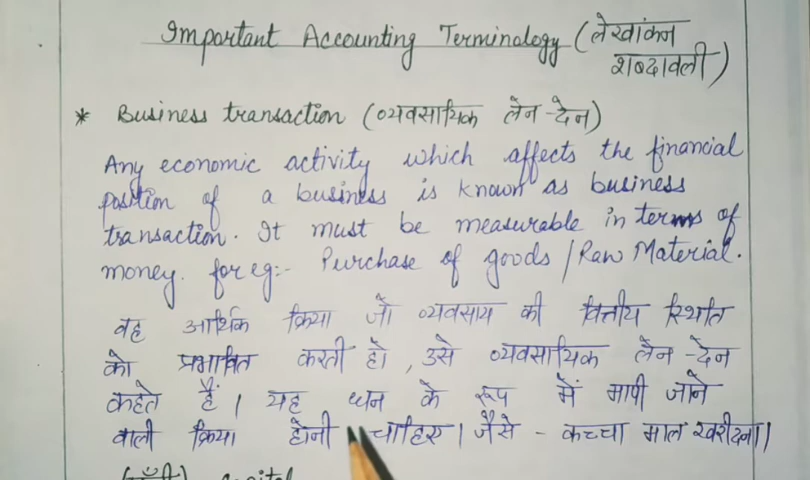 Important Accounting Terminology (लेखांकन
शब्दावली)
* Business transaction (व्यवसायिक लेन-देन)
Any economic activity which affects the financial
position of a business is known as business
transaction. It must be measurable in terms of
money. for eg:- Purchase of goods / Raw Material.
वह आर्थिक क्रिया जो व्यवसाय की वित्तीय स्थिति
को प्रभावित करती हो, उसे व्यवसायिक लेन-देन
कहते हैं। यह धन के रूप में मापी जाने
वाली क्रिया होनी चाहिए। जैसे - कच्चा माल खरीदना।